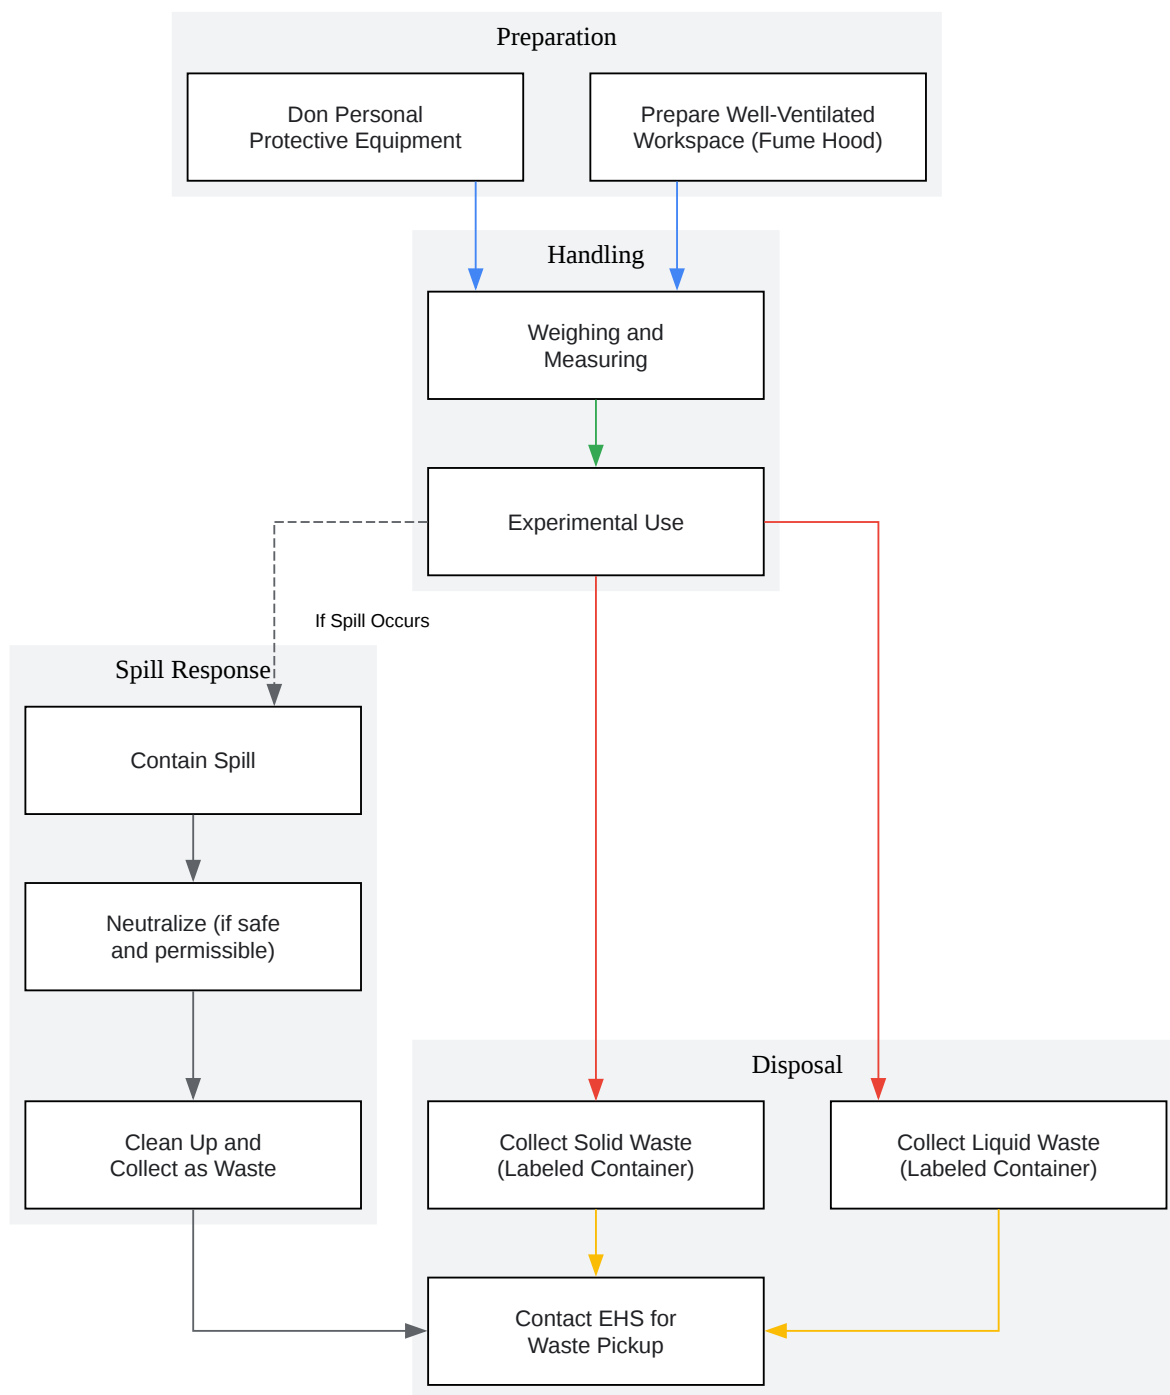 Preparation
Don Personal
Protective Equipment
Prepare Well-Ventilated
Workspace (Fume Hood)
Handling
Weighing and
Measuring
Experimental Use
If Spill Occurs
Spill Response
Contain Spill
Neutralize (if safe
and permissible)
Clean Up and
Collect as Waste
Disposal
Collect Solid Waste
(Labeled Container)
Collect Liquid Waste
(Labeled Container)
Contact EHS for
Waste Pickup